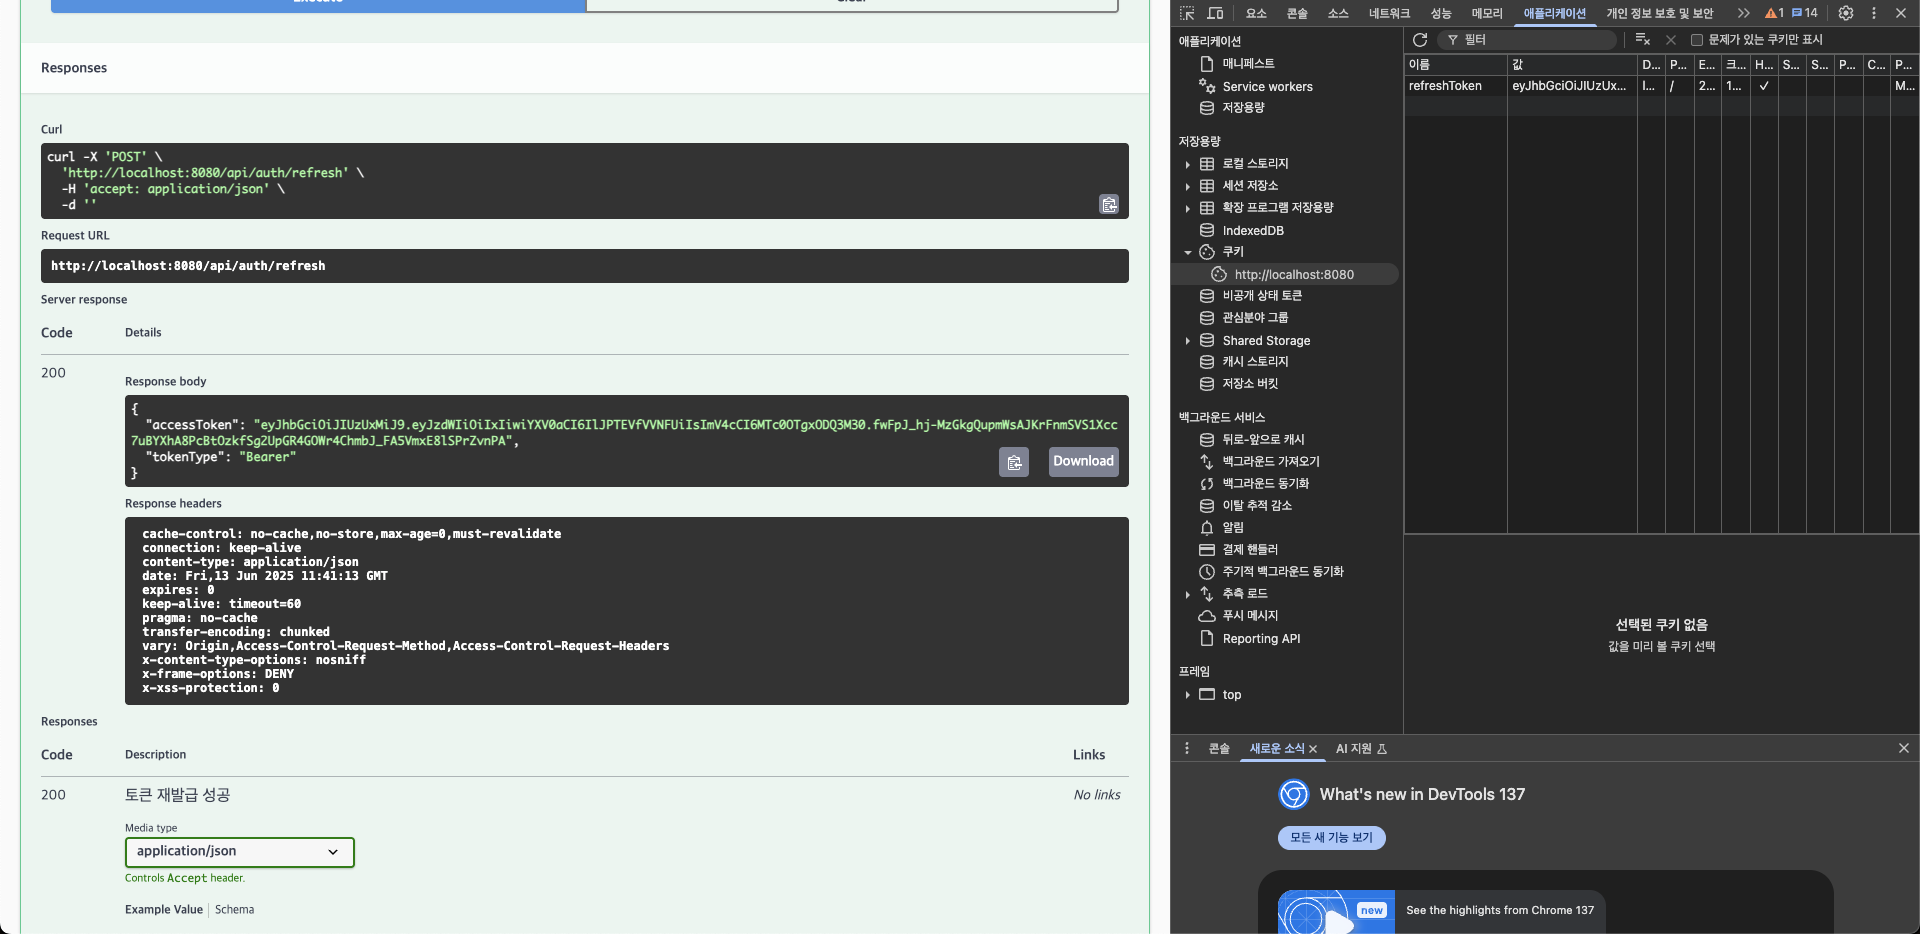 Execute
Clear
Responses
Curl
curl -X 'POST' \
'http://localhost:8080/api/auth/refresh' \
-H 'accept: application/json' \
-d ''
Request URL
http://localhost:8080/api/auth/refresh
Server response
Code Details
200
Response body
{
"accessToken": "eyJhbGciOiJIUzUxMiJ9.eyJzdWIiOiIxIiwiYXV0aCI6IlJPTEVfVVNFUiIsImV4cCI6MTc0OTgxODQ3M30.fwFpJ_hj-MzGkgQupmWsAJKrFnmSVS1Xcc
7uBYXhA8PcBtOzkfSg2UpGR4GOWr4ChmbJ_FA5VmxE8lSPrZvnPA",
"tokenType": "Bearer"
}
Download
Response headers
cache-control: no-cache,no-store,max-age=0,must-revalidate
connection: keep-alive
content-type: application/json
date: Fri,13 Jun 2025 11:41:13 GMT
expires: 0
keep-alive: timeout=60
pragma: no-cache
transfer-encoding: chunked
vary: Origin,Access-Control-Request-Method,Access-Control-Request-Headers
x-content-type-options: nosniff
x-frame-options: DENY
x-xss-protection: 0
Responses
Code Description Links
200 토큰 재발급 성공 No links
Media type
application/json
Controls Accept header.
Example Value Schema
요소 콘솔 소스 네트워크 성능 메모리 애플리케이션 개인 정보 보호 및 보안 1 14
애플리케이션
매니페스트
Service workers
저장용량
저장용량
로컬 스토리지
세션 저장소
확장 프로그램 저장용량
IndexedDB
쿠키
http://localhost:8080
비공개 상태 토큰
관심분야 그룹
Shared Storage
캐시 스토리지
저장소 버킷
백그라운드 서비스
뒤로-앞으로 캐시
백그라운드 가져오기
백그라운드 동기화
이탈 추적 감소
알림
결제 핸들러
주기적 백그라운드 동기화
추측 로드
푸시 메시지
Reporting API
프레임
top
필터 문제가 있는 쿠키만 표시
이름 값 D... P... E... 크... H... S... S... P... C... P...
refreshToken eyJhbGciOiJIUzUx... l... / 2... 1... ✓ M...
선택된 쿠키 없음
값을 미리 볼 쿠키 선택
콘솔 새로운 소식 AI 지원
What's new in DevTools 137
모든 새 기능 보기
new
See the highlights from Chrome 137